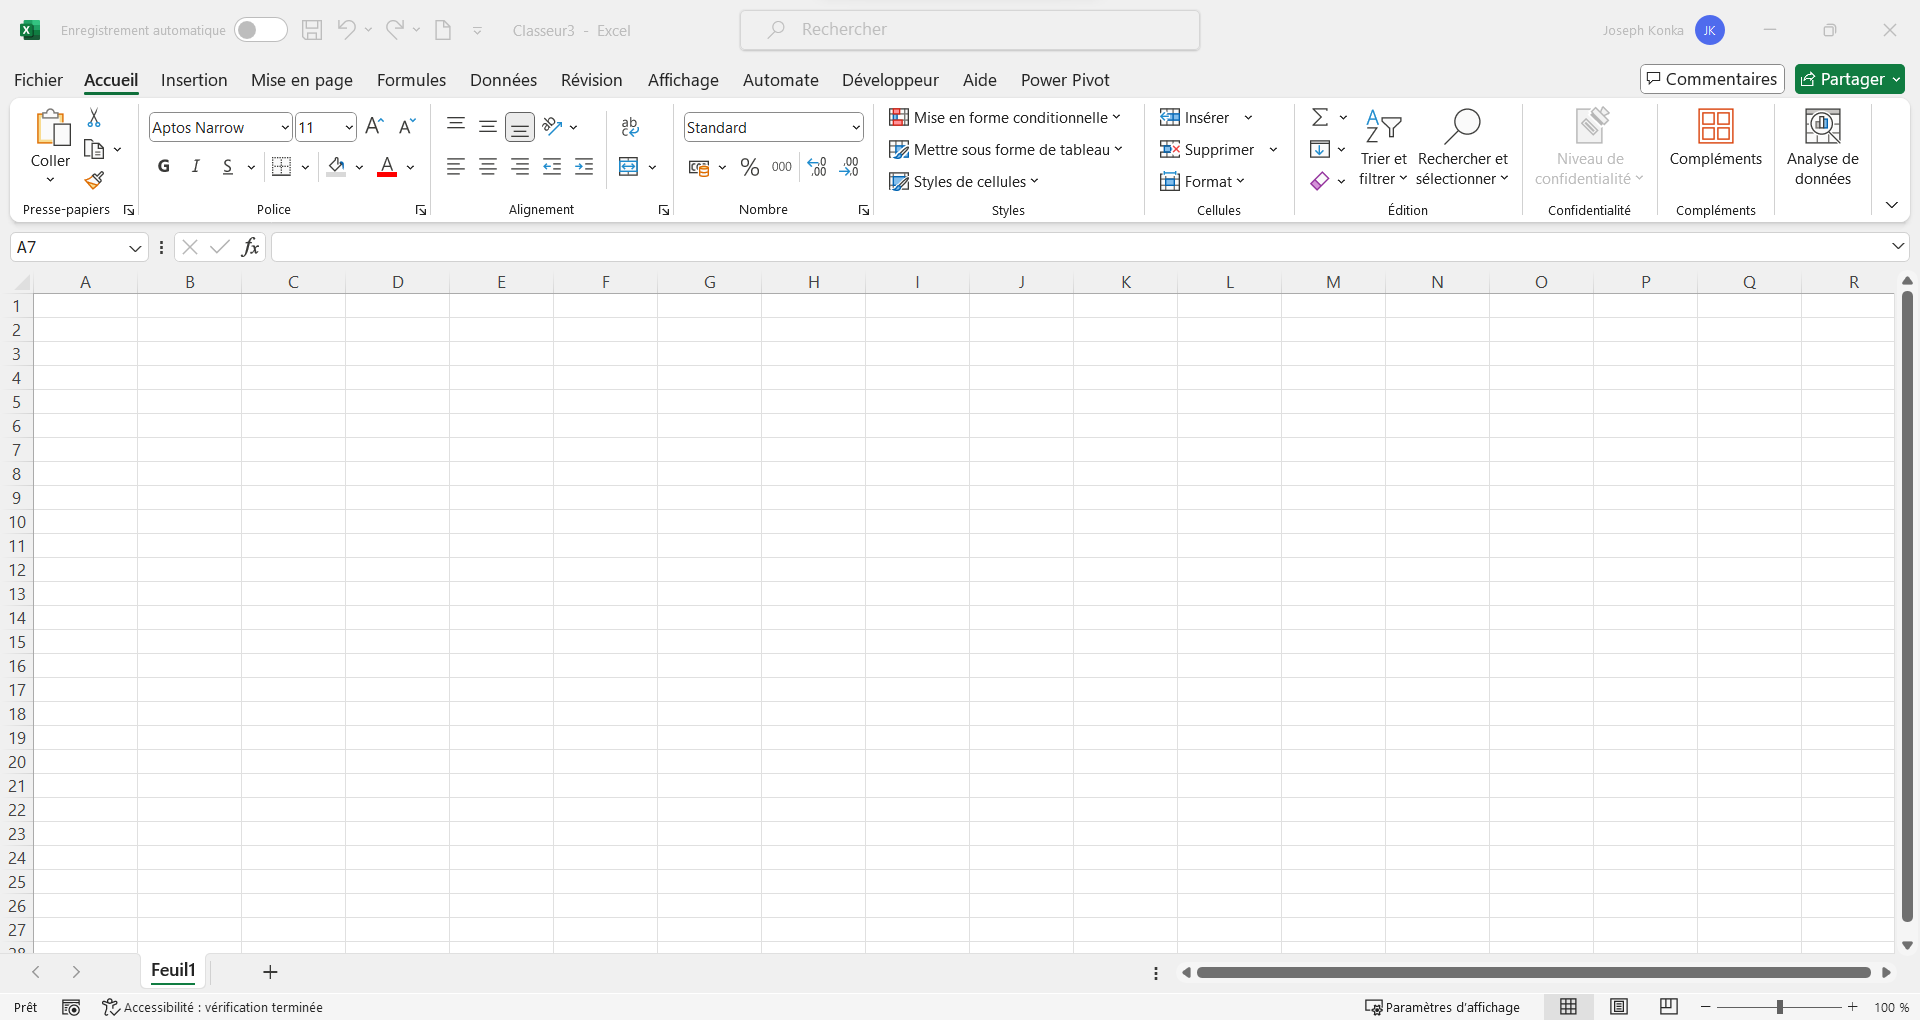 Enregistrement automatique
Classeur3 - Excel
Rechercher
Joseph Konka JK
Fichier Accueil Insertion Mise en page Formules Données Révision Affichage Automate Développeur Aide Power Pivot
Commentaires Partager
Coller
Presse-papiers
Aptos Narrow 11
G I S A
Police
ab
Alignement
Standard
% 000
Nombre
Mise en forme conditionnelle
Mettre sous forme de tableau
Styles de cellules
Styles
Insérer
Supprimer
Format
Cellules
Trier et
filtrer
Rechercher et
sélectionner
Édition
Niveau de
confidentialité
Confidentialité
Compléments
Compléments
Analyse de
données
A7 fx
A B C D E F G H I J K L M N O P Q R
1
2
3
4
5
6
7
8
9
10
11
12
13
14
15
16
17
18
19
20
21
22
23
24
25
26
27
28
Feuil1
Prêt
Accessibilité : vérification terminée
Paramètres d'affichage
100 %